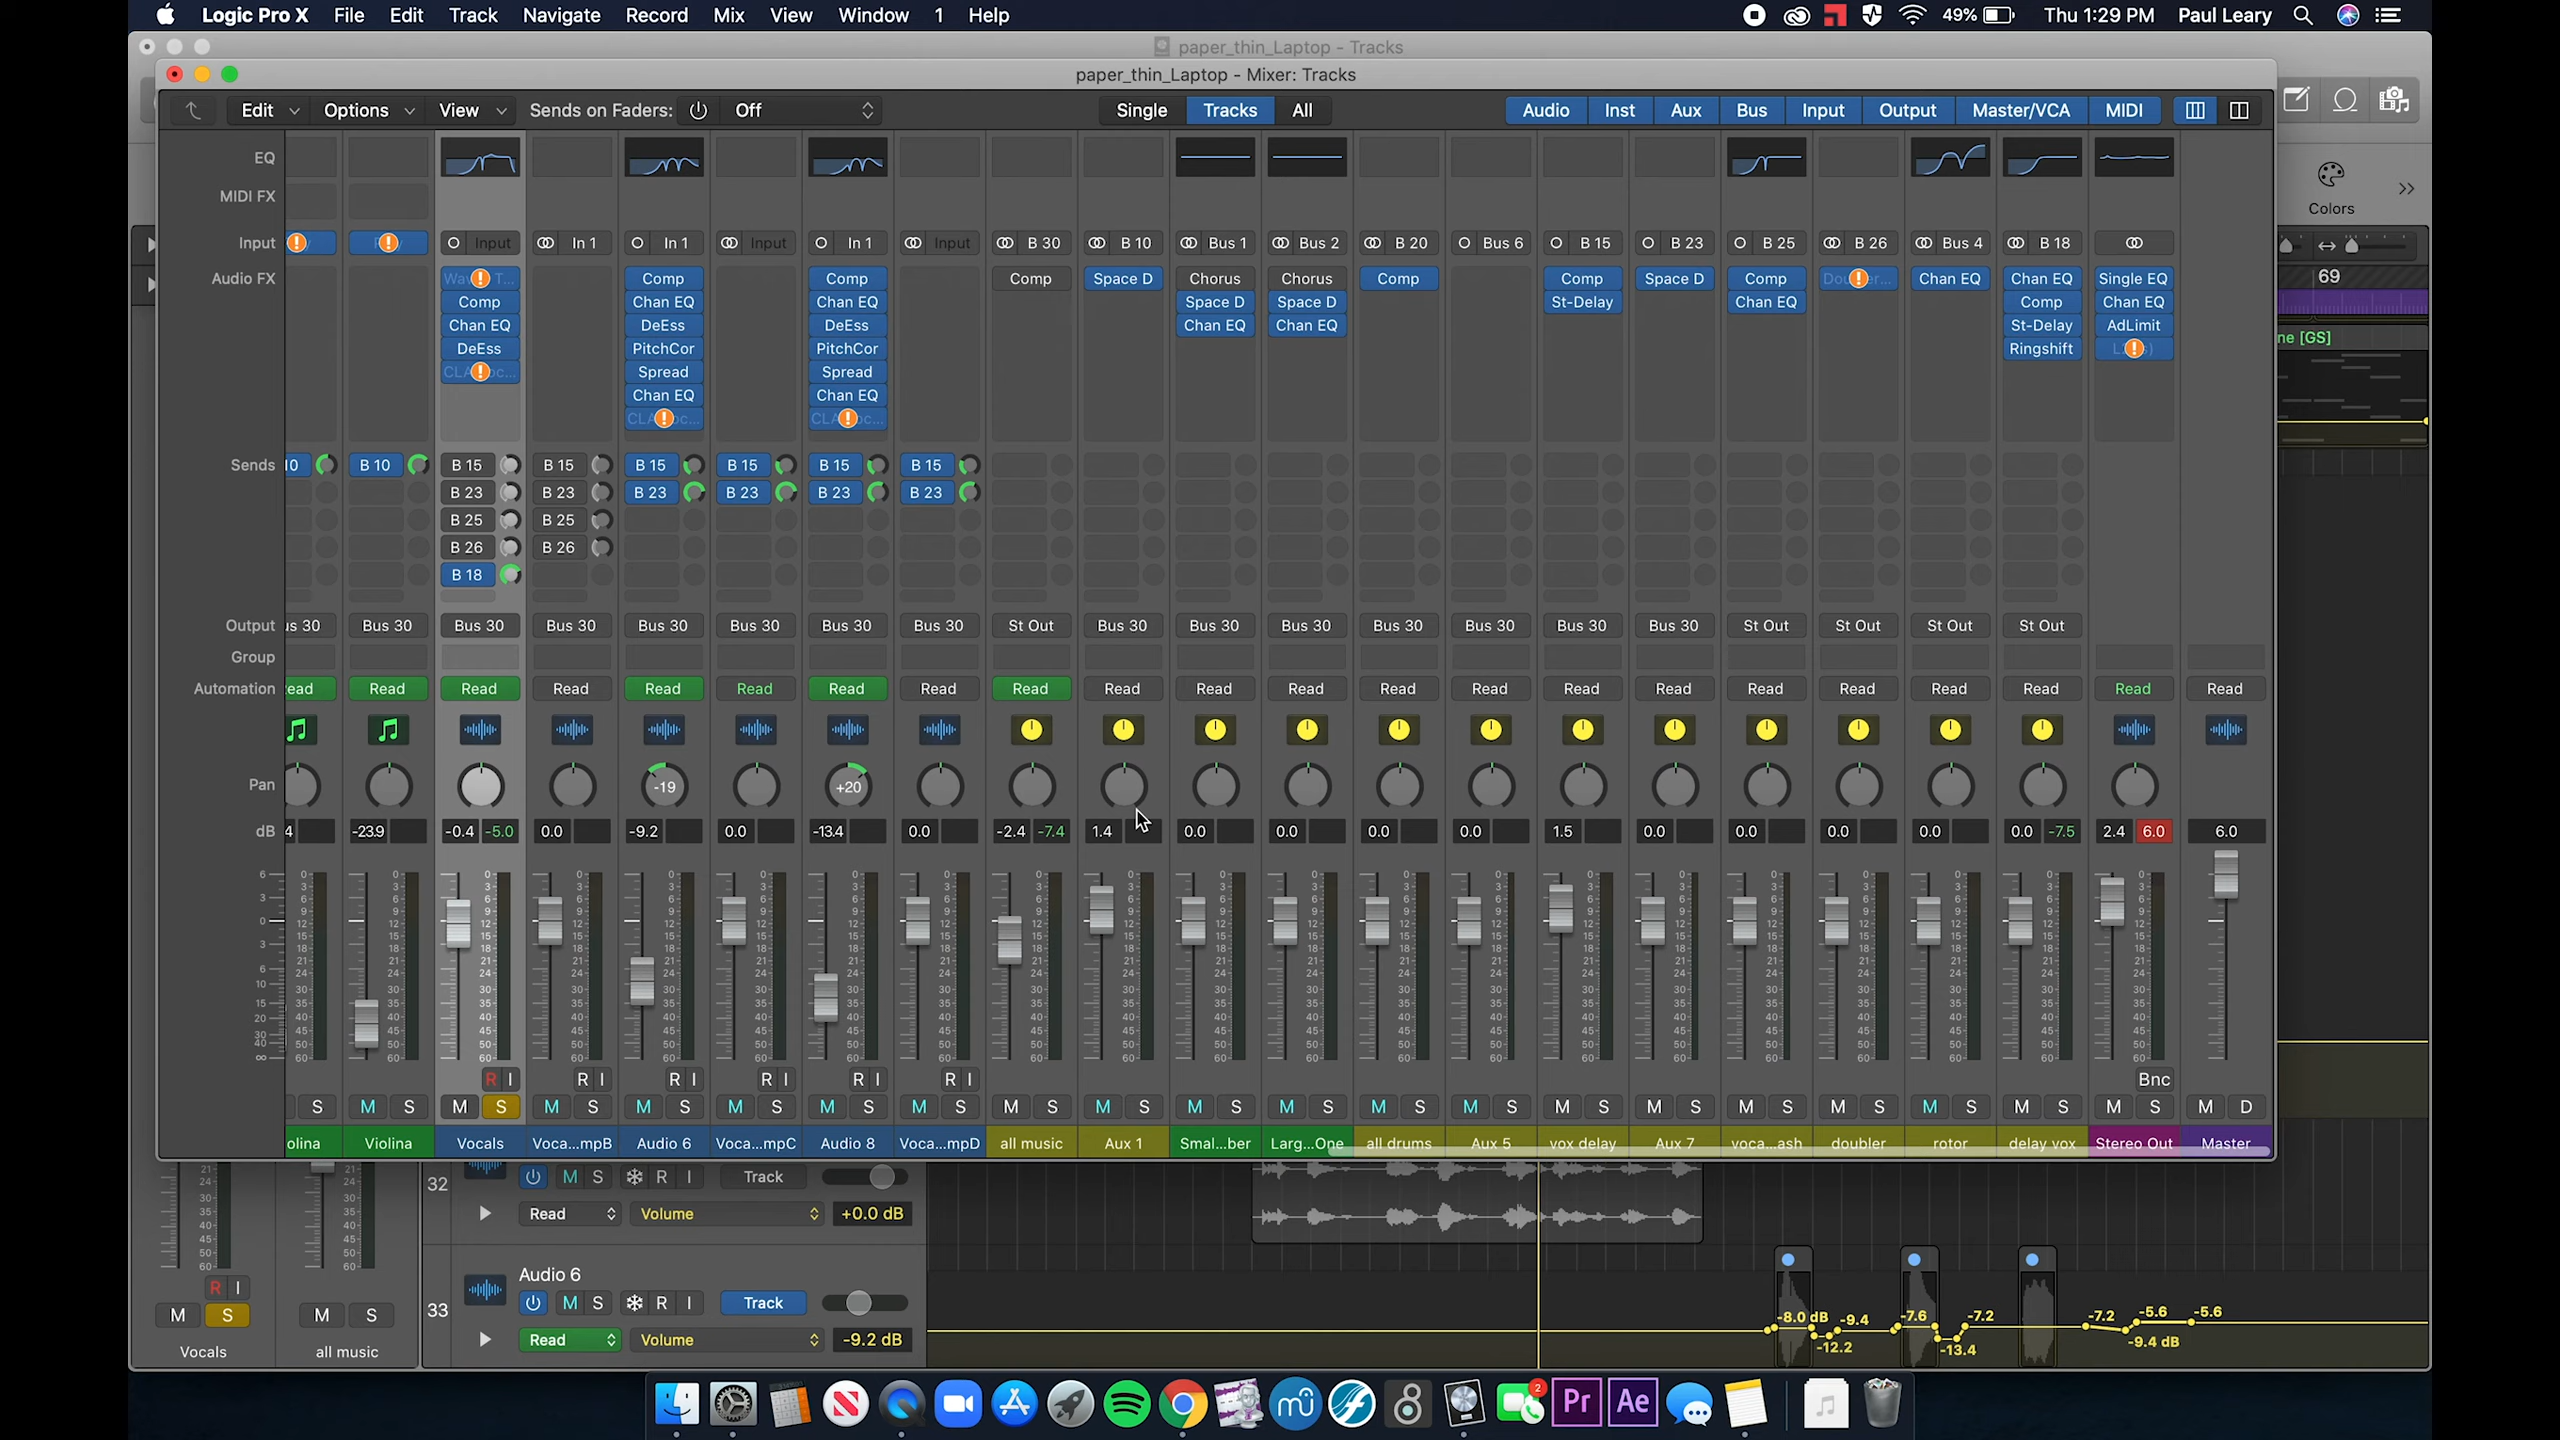 Logic Pro X File Edit Track Navigate Record Mix View Window 1 Help 49% Thu 1:29 PM Paul Leary
paper_thin_Laptop - Tracks
paper_thin_Laptop - Mixer: Tracks
Edit Options View Sends on Faders: Off Single Tracks All Audio Inst Aux Bus Input Output Master/VCA MIDI
EQ
MIDI FX
Colors
Input Input In 1 In 1 Input In 1 Input B 30 B 10 Bus 1 Bus 2 B 20 Bus 6 B 15 B 23 B 25 B 26 Bus 4 B 18
Audio FX Comp Comp Comp Space D Chorus Chorus Comp Comp Space D Comp Chan EQ Chan EQ Single EQ
69
Comp Chan EQ Chan EQ Space D Space D St-Delay Chan EQ Comp Chan EQ
Chan EQ DeEss DeEss Chan EQ Chan EQ St-Delay AdLimit
ne [GS]
DeEss PitchCor PitchCor Ringshift
Spread Spread
Chan EQ Chan EQ
Sends 10 B 10 B 15 B 15 B 15 B 15 B 15 B 15
B 23 B 23 B 23 B 23 B 23 B 23
B 25 B 25
B 26 B 26
B 18
Output us 30 Bus 30 Bus 30 Bus 30 Bus 30 Bus 30 Bus 30 Bus 30 St Out Bus 30 Bus 30 Bus 30 Bus 30 Bus 30 Bus 30 Bus 30 St Out St Out St Out St Out
Group
Automation ead Read Read Read Read Read Read Read Read Read Read Read Read Read Read Read Read Read Read Read Read Read
Pan -19 +20
dB 4 -23.9 -0.4 -5.0 0.0 -9.2 0.0 -13.4 0.0 -2.4 -7.4 1.4 0.0 0.0 0.0 0.0 1.5 0.0 0.0 0.0 0.0 0.0 -7.5 2.4 6.0 6.0
R I R I R I R I R I R I Bnc
S M S M S M S M S M S M S M S M S M S M S M S M S M S M S M S M S M S M S M S M S M D
olina Violina Vocals Voca...mpB Audio 6 Voca...mpC Audio 8 Voca...mpD all music Aux 1 Smal...ber Larg...One all drums Aux 5 vox delay Aux 7 voca...ash doubler rotor delay vox Stereo Out Master
32 M S R I Track
Read Volume +0.0 dB
R I
M S M S
Vocals all music
Audio 6
33 M S R I Track
Read Volume -9.2 dB
-8.0 dB -9.4 -7.6 -7.2 -7.2 -5.6 -5.6
-12.2 -13.4 -9.4 dB
2
Pr Ae